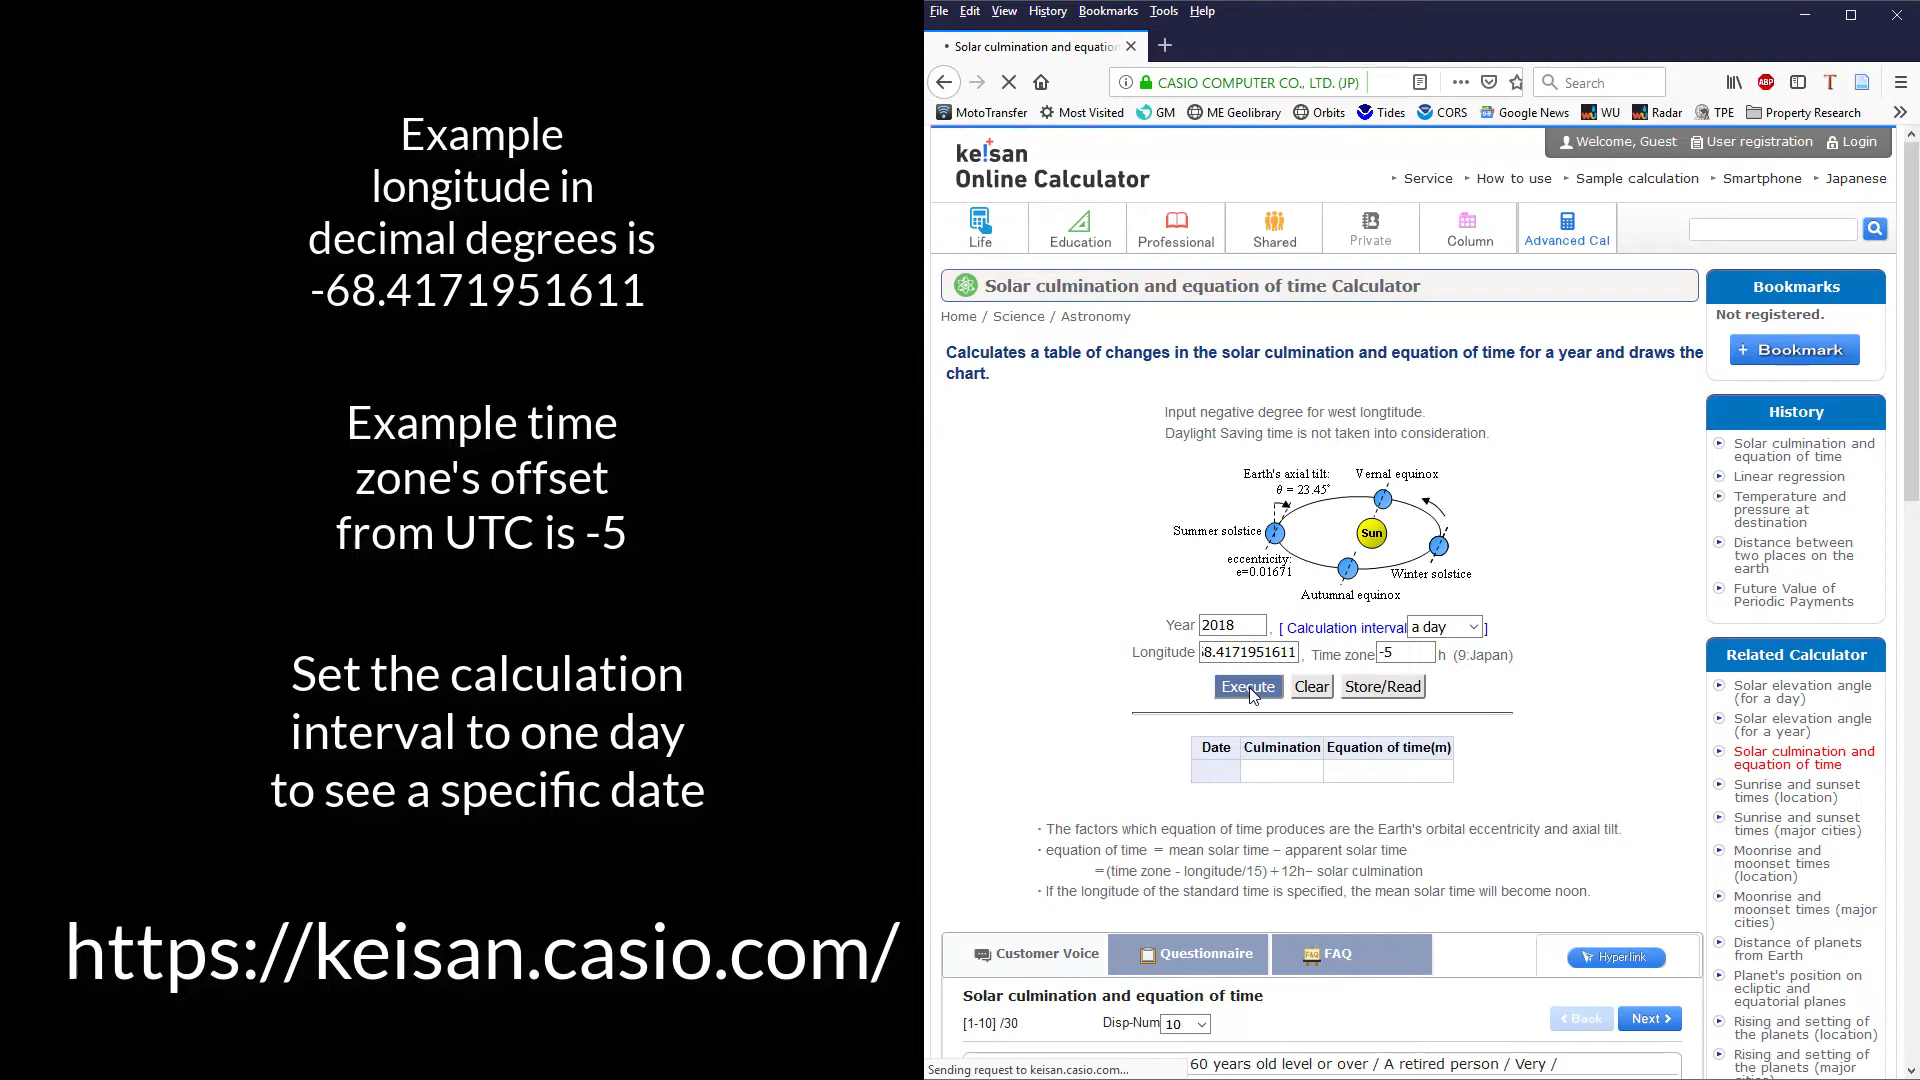 Example
longitude in
decimal degrees is
-68.4171951611
Example time
zone's offset
from UTC is -5
Set the calculation
interval to one day
to see a specific date
https://keisan.casio.com/
File Edit View History Bookmarks Tools Help
Solar culmination and equation
CASIO COMPUTER CO., LTD. (JP)
Search
MotoTransfer Most Visited GM ME Geolibrary Orbits Tides CORS Google News WU Radar TPE Property Research
Welcome, Guest User registration Login
ke!san
Online Calculator
Service How to use Sample calculation Smartphone Japanese
Life Education Professional Shared Private Column Advanced Cal
Solar culmination and equation of time Calculator
Home / Science / Astronomy
Calculates a table of changes in the solar culmination and equation of time for a year and draws the
chart.
Input negative degree for west longtitude.
Daylight Saving time is not taken into consideration.
Earth's axial tilt:
θ = 23.45°
Vernal equinox
Summer solstice
Sun
eccentricity:
e=0.01671
Winter solstice
Autumnal equinox
Year 2018 , [ Calculation interval a day ]
Longitude 8.4171951611 , Time zone -5 h (9:Japan)
Execute Clear Store/Read
Date Culmination Equation of time(m)
・The factors which equation of time produces are the Earth's orbital eccentricity and axial tilt.
・equation of time = mean solar time − apparent solar time
=(time zone - longitude/15)+12h− solar culmination
・If the longitude of the standard time is specified, the mean solar time will become noon.
Customer Voice Questionnaire FAQ Hyperlink
Solar culmination and equation of time
[1-10] /30 Disp-Num 10 < Back Next >
60 years old level or over / A retired person / Very /
Sending request to keisan.casio.com...
Bookmarks
Not registered.
+ Bookmark
History
Solar culmination and
equation of time
Linear regression
Temperature and
pressure at
destination
Distance between
two places on the
earth
Future Value of
Periodic Payments
Related Calculator
Solar elevation angle
(for a day)
Solar elevation angle
(for a year)
Solar culmination and
equation of time
Sunrise and sunset
times (location)
Sunrise and sunset
times (major cities)
Moonrise and
moonset times
(location)
Moonrise and
moonset times (major
cities)
Distance of planets
from Earth
Planet's position on
ecliptic and
equatorial planes
Rising and setting of
the planets (location)
Rising and setting of
the planets (major